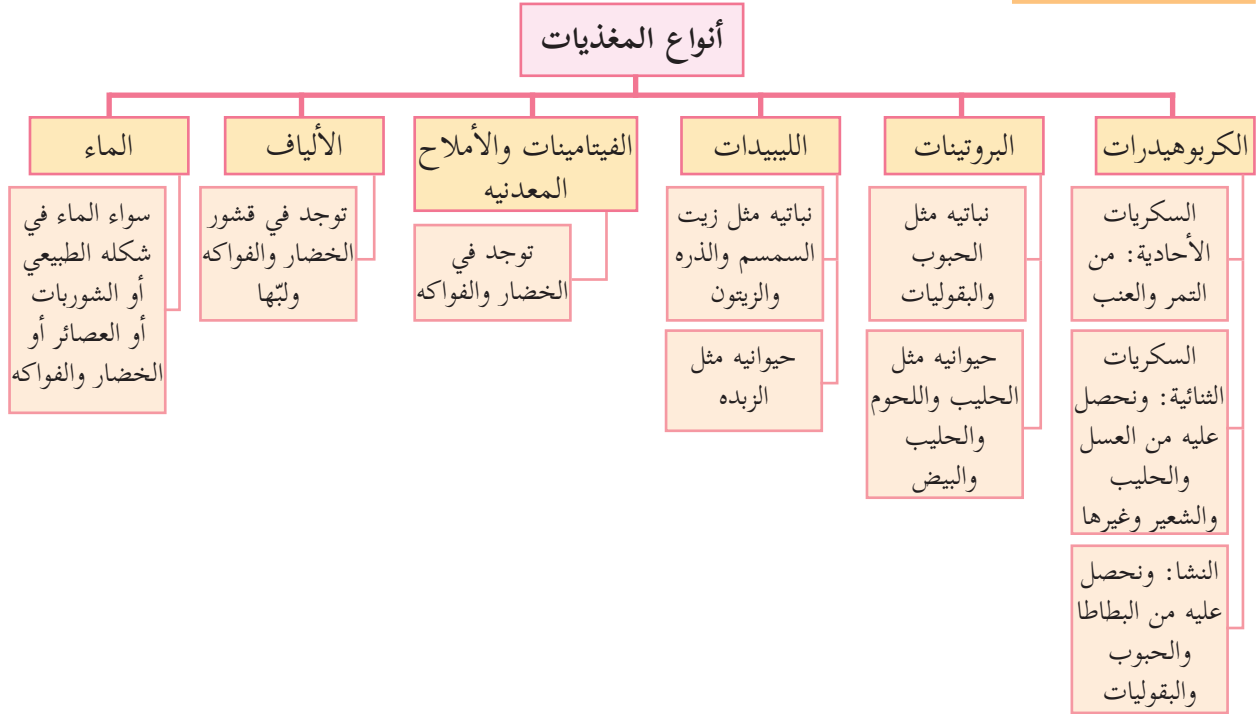 أنواع المغذيات
الكربوهيدرات
السكريات
الأحادية: من
التمر والعنب
السكريات
الثنائية: ونحصل
عليه من العسل
والحليب
والشعير وغيرها
النشا: ونحصل
عليه من البطاطا
والحبوب
والبقوليات
البروتينات
نباتيه مثل
الحبوب
والبقوليات
حيوانيه مثل
الحليب واللحوم
والحليب
والبيض
الليبيدات
نباتيه مثل زيت
السمسم والذره
والزيتون
حيوانيه مثل
الزبده
الفيتامينات والأملاح
المعدنيه
توجد في
الخضار والفواكه
الألياف
توجد في قشور
الخضار والفواكه
ولبّها
الماء
سواء الماء في
شكله الطبيعي
أو الشوربات
أو العصائر أو
الخضار والفواكه